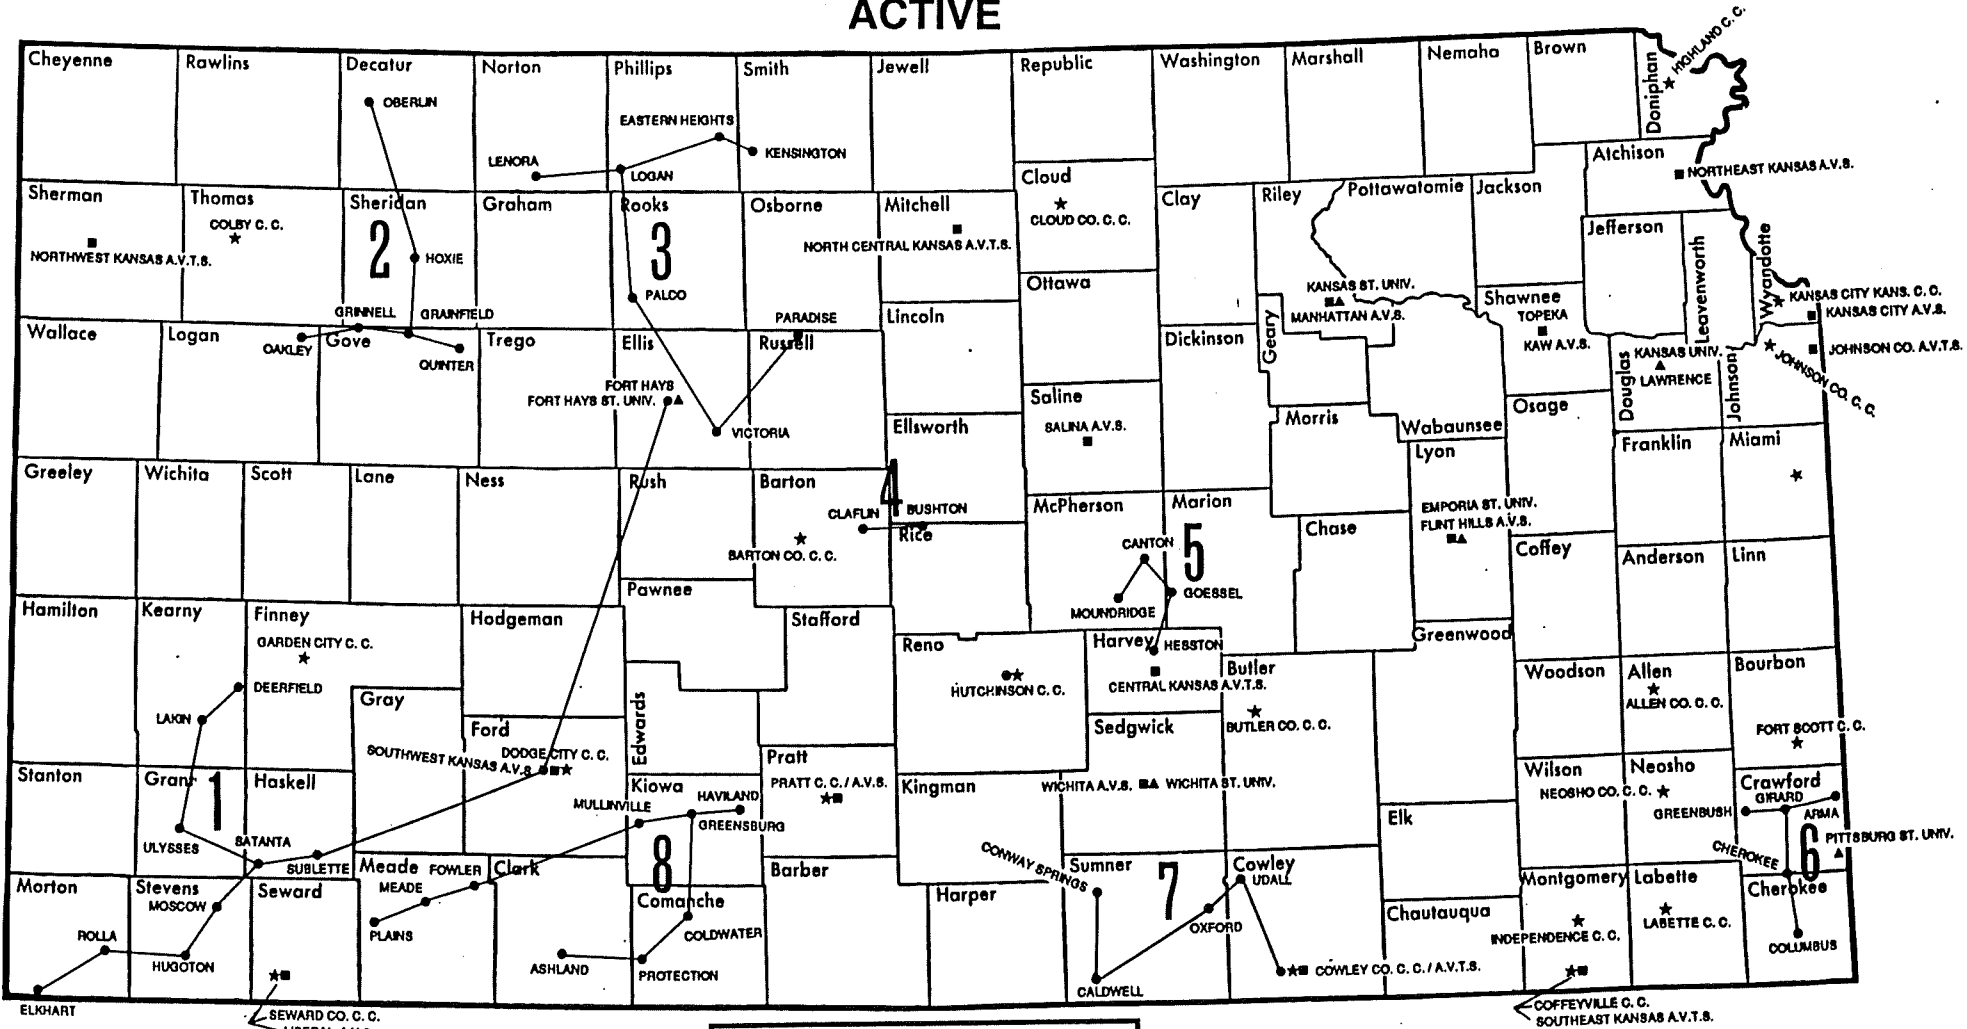 ACTIVE
HIGHLAND C. C.
Cheyenne
Rawlins
Decatur
Norton
Phillips
Smith
Jewell
Republic
Washington
Marshall
Nemaha
Brown
Doniphan
OBERLIN
EASTERN HEIGHTS
KENSINGTON
LENORA
LOGAN
Atchison
NORTHEAST KANSAS A.V.S.
Sherman
Thomas
Sheridan
Graham
Rooks
Osborne
Mitchell
Cloud
Clay
Riley
Pottawatomie
Jackson
COLBY C. C.
CLOUD CO. C. C.
NORTHWEST KANSAS A.V.T.S.
2
HOXIE
3
NORTH CENTRAL KANSAS A.V.T.S.
Jefferson
Leavenworth
Wyandotte
PALCO
Ottawa
KANSAS ST. UNIV.
MANHATTAN A.V.S.
Shawnee
TOPEKA
KAW A.V.S.
KANSAS CITY KANS. C. C.
KANSAS CITY A.V.S.
GRINNELL
GRAINFIELD
PARADISE
Wallace
Logan
OAKLEY
Gove
QUINTER
Trego
Ellis
Russell
Lincoln
Dickinson
Geary
Douglas
KANSAS UNIV.
LAWRENCE
Johnson
JOHNSON CO. A.V.T.S.
JOHNSON CO. C. C.
FORT HAYS
FORT HAYS ST. UNIV.
VICTORIA
Saline
SALINA A.V.S.
Ellsworth
Morris
Wabaunsee
Osage
Franklin
Miami
Greeley
Wichita
Scott
Lane
Ness
Rush
Barton
4
CLAFLIN
BUSHTON
Rice
BARTON CO. C. C.
McPherson
Marion
Lyon
EMPORIA ST. UNIV.
FLINT HILLS A.V.S.
Chase
CANTON
5
MOUNDRIDGE
GOESSEL
Coffey
Anderson
Linn
Hamilton
Kearny
Finney
GARDEN CITY C. C.
Hodgeman
Pawnee
Stafford
Reno
HUTCHINSON C. C.
Harvey
HESSTON
CENTRAL KANSAS A.V.T.S.
Greenwood
Butler
BUTLER CO. C. C.
Woodson
Allen
ALLEN CO. C. C.
Bourbon
FORT SCOTT C. C.
DEERFIELD
LAKIN
Gray
Ford
Edwards
SOUTHWEST KANSAS A.V.S.
DODGE CITY C. C.
Sedgwick
WICHITA A.V.S.
WICHITA ST. UNIV.
Stanton
Grant
1
Haskell
Kiowa
Pratt
PRATT C. C. / A.V.S.
Kingman
Wilson
Neosho
NEOSHO CO. C. C.
Crawford
GIRARD
GREENBUSH
ARMA
6
PITTSBURG ST. UNIV.
CHEROKEE
MULLINVILLE
HAVILAND
GREENSBURG
ULYSSES
SATANTA
SUBLETTE
8
Elk
Morton
Stevens
MOSCOW
Seward
Meade
FOWLER
MEADE
PLAINS
Clark
Comanche
COLDWATER
Barber
Harper
CONWAY SPRINGS
Sumner
7
Cowley
UDALL
OXFORD
Chautauqua
Montgomery
INDEPENDENCE C. C.
Labette
LABETTE C. C.
Cherokee
COLUMBUS
ROLLA
HUGOTON
ASHLAND
PROTECTION
CALDWELL
COWLEY CO. C. C. / A.V.T.S.
ELKHART
SEWARD CO. C. C.
COFFEYVILLE C. C.
SOUTHEAST KANSAS A.V.T.S.